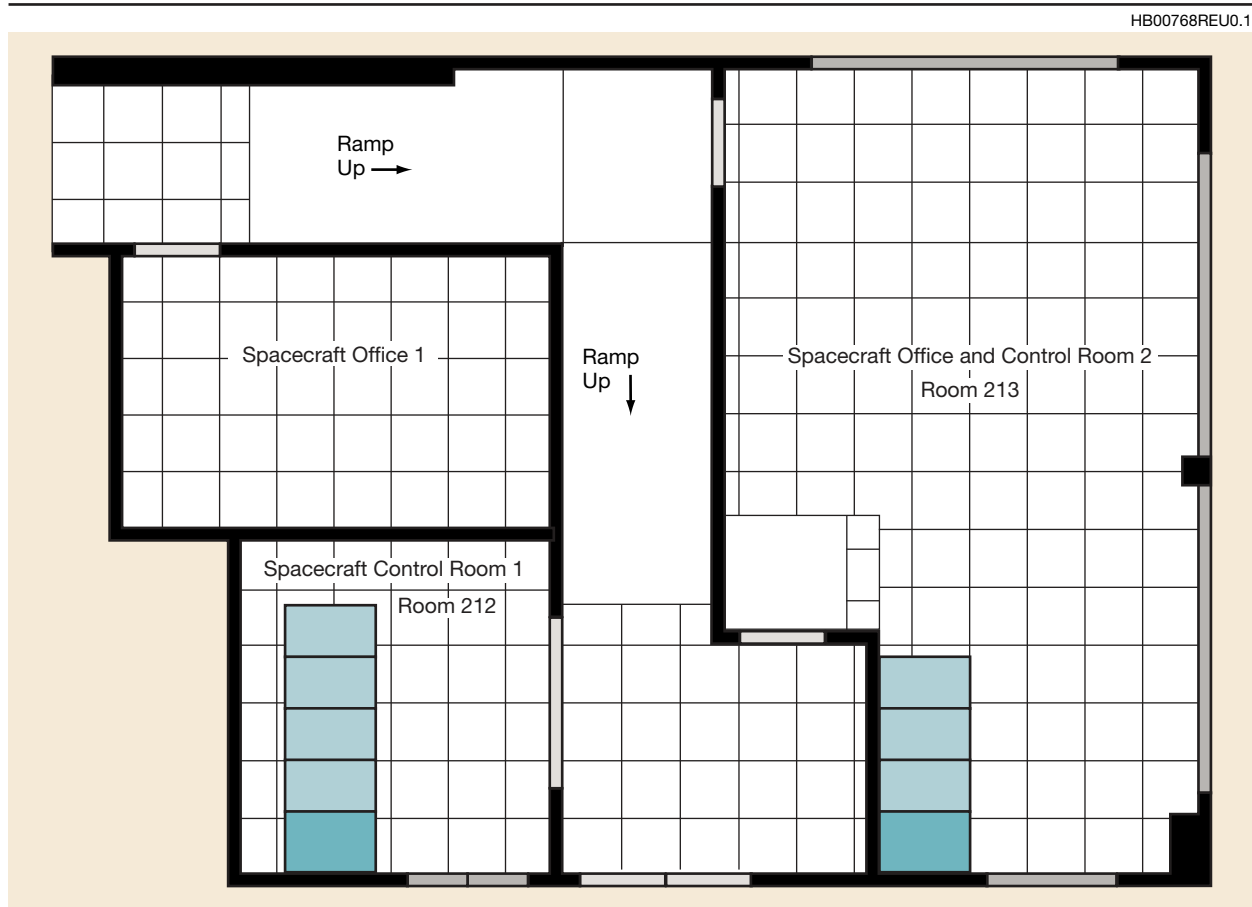 HB00768REU0.1
Ramp
Up
Spacecraft Office 1
Ramp
Up
Spacecraft Office and Control Room 2
Room 213
Spacecraft Control Room 1
Room 212